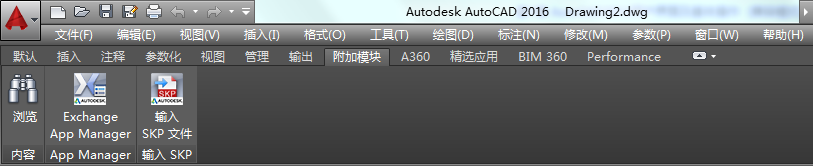 Autodesk AutoCAD 2016 Drawing2.dwg
文件(F) 编辑(E) 视图(V) 插入(I) 格式(O) 工具(T) 绘图(D) 标注(N) 修改(M) 参数(P) 窗口(W) 帮助(H)
默认 插入 注释 参数化 视图 管理 输出 附加模块 A360 精选应用 BIM 360 Performance
AUTODESK SKP AUTODESK
浏览 Exchange 输入
App Manager SKP 文件
内容 App Manager 输入 SKP